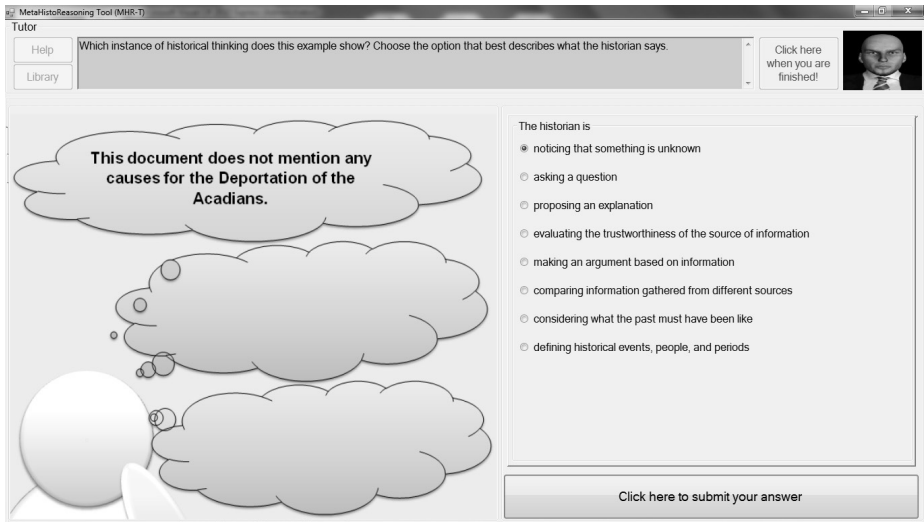 MetaHistoReasoning Tool (MHR-T)
Tutor
Help
Library
Which instance of historical thinking does this example show? Choose the option that best describes what the historian says.
Click here
when you are
finished!
This document does not mention any
causes for the Deportation of the
Acadians.
The historian is
noticing that something is unknown
asking a question
proposing an explanation
evaluating the trustworthiness of the source of information
making an argument based on information
comparing information gathered from different sources
considering what the past must have been like
defining historical events, people, and periods
Click here to submit your answer